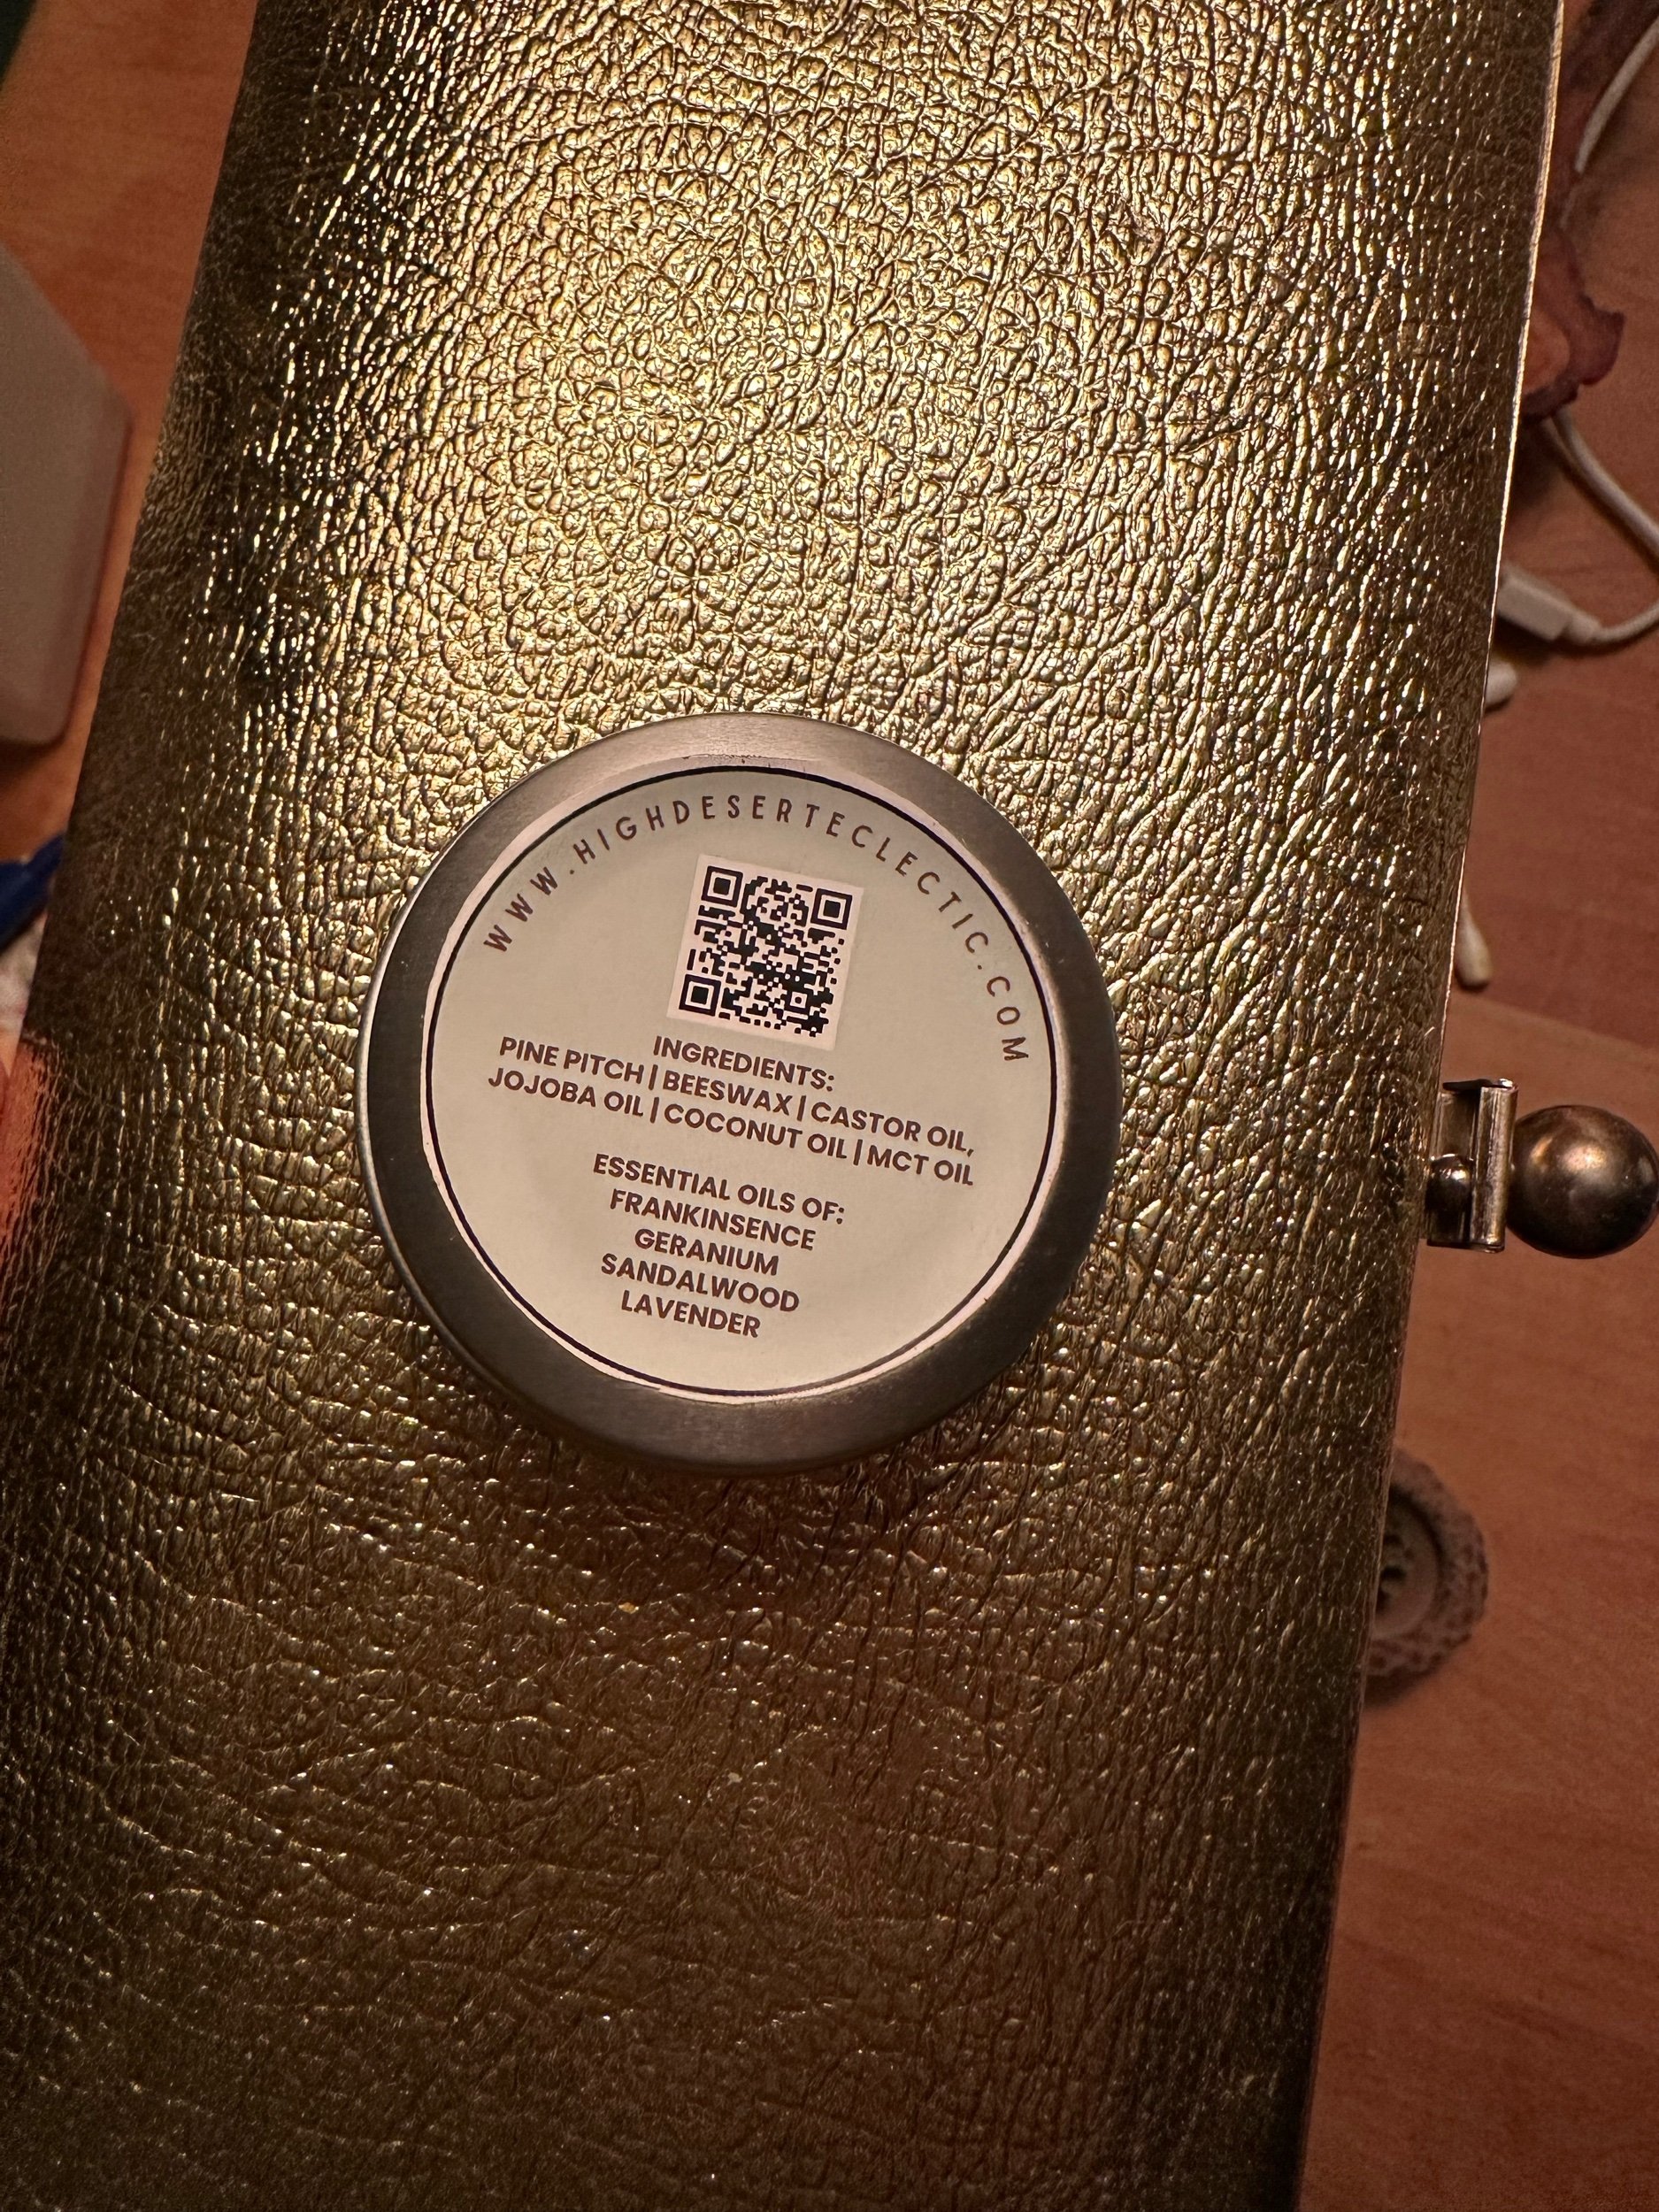 WWW.HIGHDESERTECLECTIC.COM
INGREDIENTS:
PINE PITCH | BEESWAX | CASTOR OIL,
JOJOBA OIL | COCONUT OIL | MCT OIL
ESSENTIAL OILS OF:
FRANKINSENCE
GERANIUM
SANDALWOOD
LAVENDER